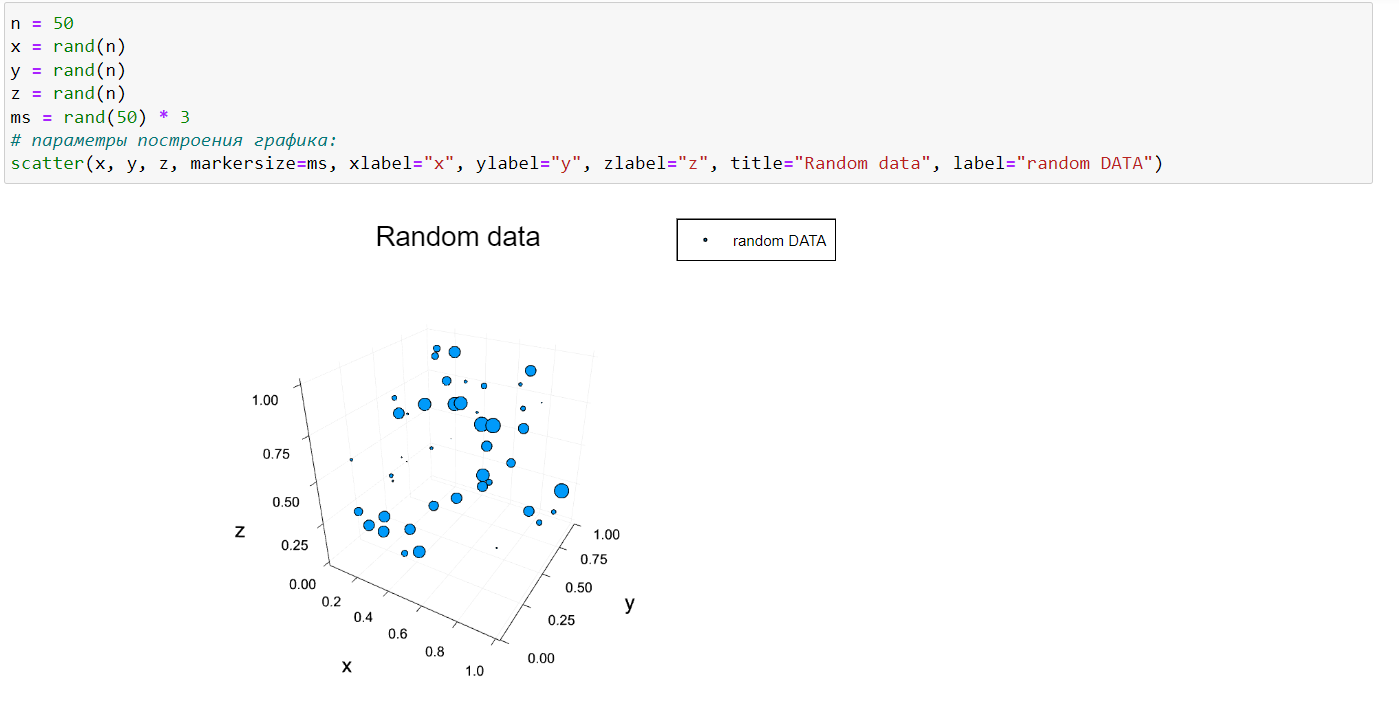 n = 50
x = rand(n)
y = rand(n)
z = rand(n)
ms = rand(50) * 3
# параметры построения графика:
scatter(x, y, z, markersize=ms, xlabel="x", ylabel="y", zlabel="z", title="Random data", label="random DATA")
Random data
random DATA
1.00
0.75
0.50
0.25
0.00
z
0.2
0.4
0.6
0.8
1.0
x
0.00
0.25
0.50
0.75
1.00
y